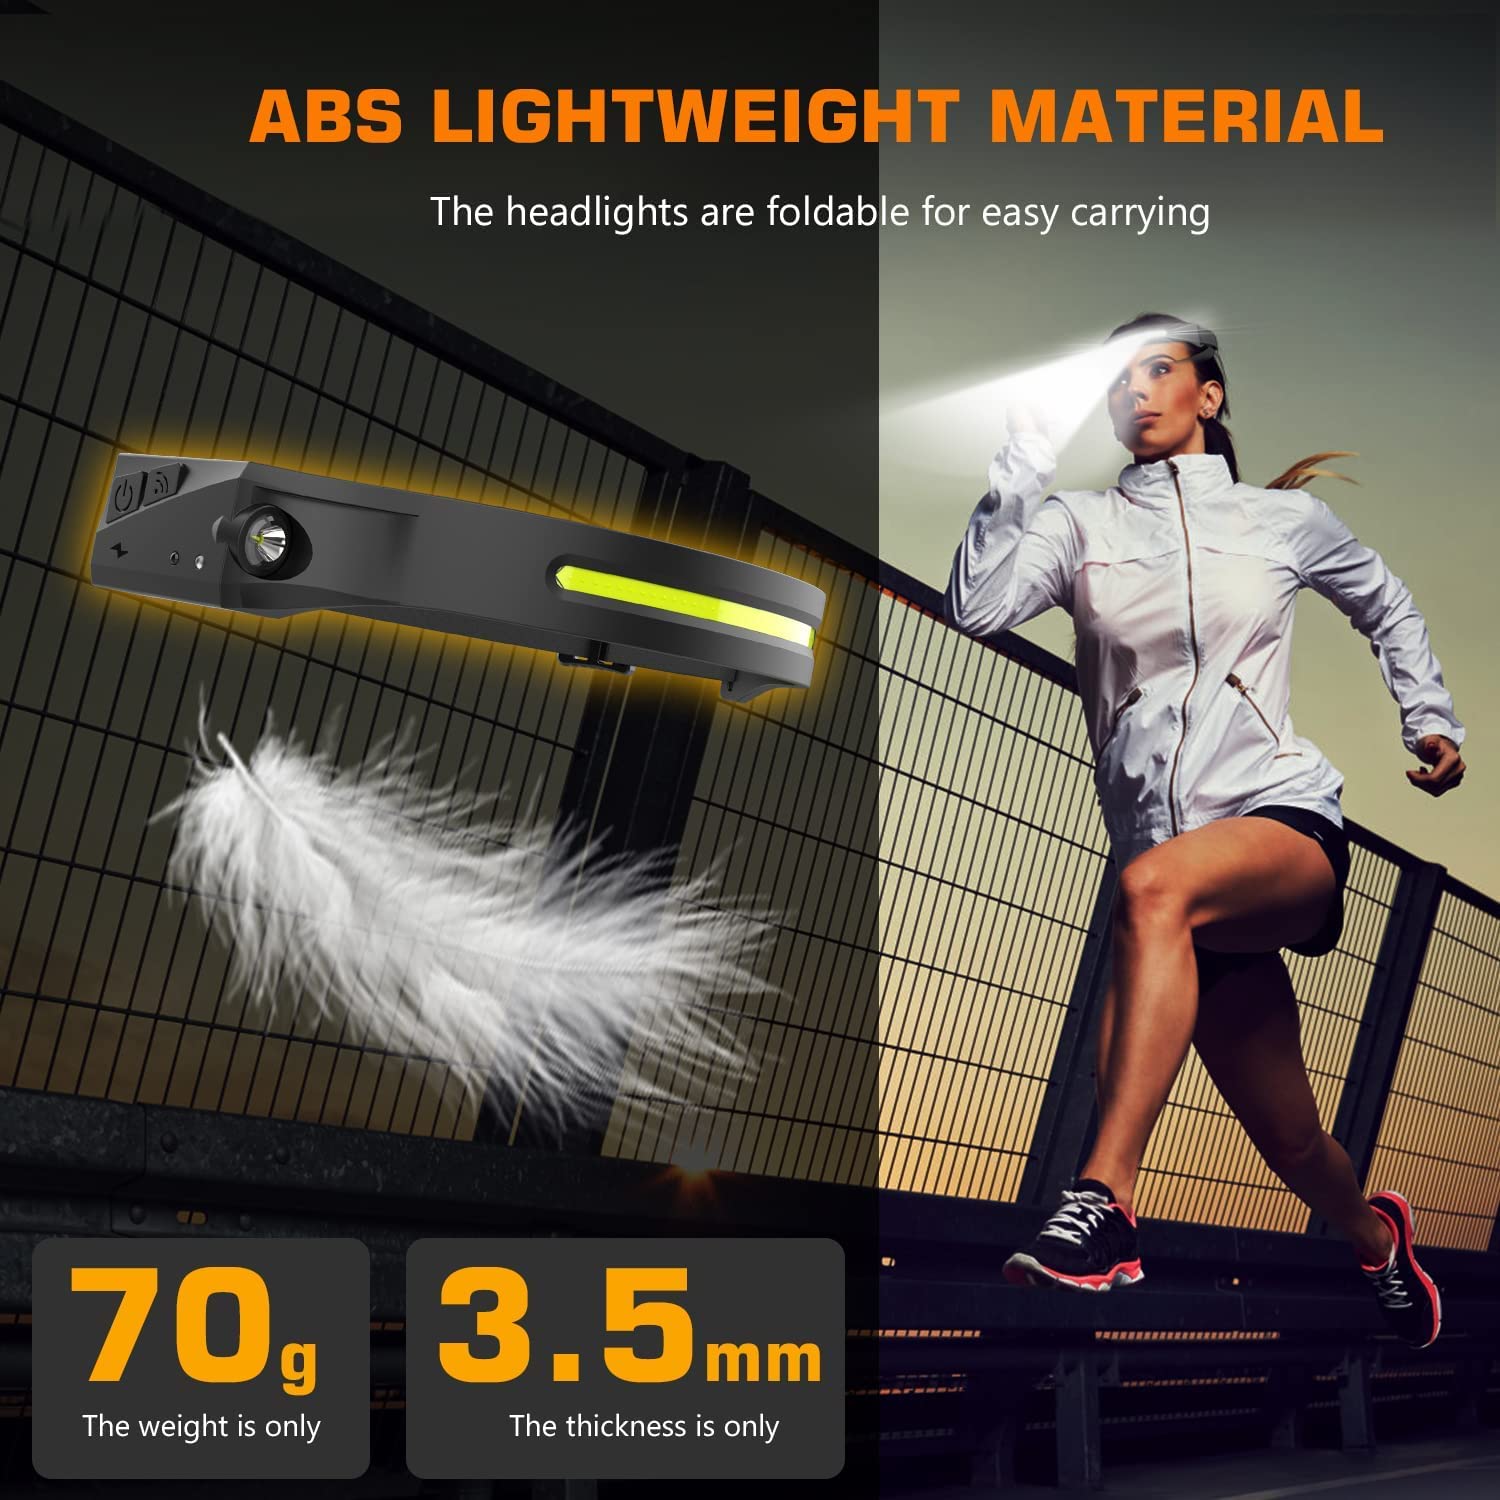 ABS LIGHTWEIGHT MATERIAL
The headlights are foldable for easy carrying
70g
The weight is only
3.5mm
The thickness is only